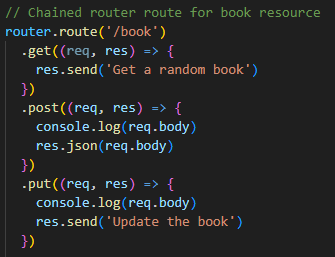 // Chained router route for book resource
router.route('/book')
  .get((req, res) => {
    res.send('Get a random book')
  })
  .post((req, res) => {
    console.log(req.body)
    res.json(req.body)
  })
  .put((req, res) => {
    console.log(req.body)
    res.send('Update the book')
  })